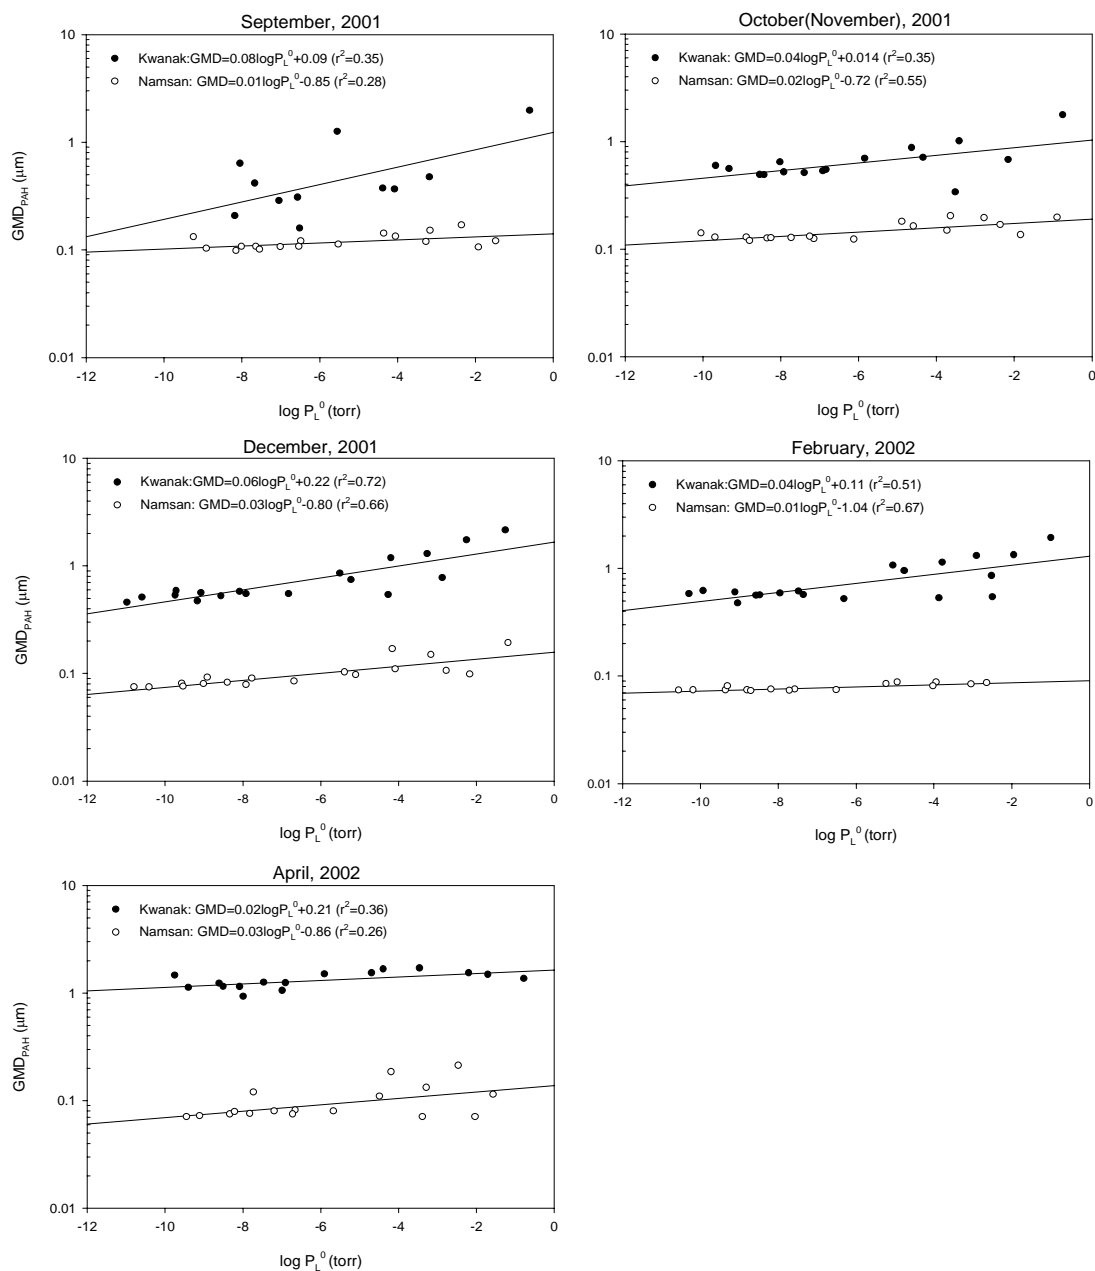 September, 2001
10
1
0.1
0.01
GMD_PAH (μm)
● Kwanak:GMD=0.08logP_L^0+0.09 (r^2=0.35)
○ Namsan: GMD=0.01logP_L^0-0.85 (r^2=0.28)
-12 -10 -8 -6 -4 -2 0
log P_L^0 (torr)
October(November), 2001
10
1
0.1
0.01
● Kwanak: GMD=0.04logP_L^0+0.014 (r^2=0.35)
○ Namsan: GMD=0.02logP_L^0-0.72 (r^2=0.55)
-12 -10 -8 -6 -4 -2 0
log P_L^0 (torr)
December, 2001
10
1
0.1
0.01
GMD_PAH (μm)
● Kwanak:GMD=0.06logP_L^0+0.22 (r^2=0.72)
○ Namsan: GMD=0.03logP_L^0-0.80 (r^2=0.66)
-12 -10 -8 -6 -4 -2 0
log P_L^0 (torr)
February, 2002
10
1
0.1
0.01
● Kwanak:GMD=0.04logP_L^0+0.11 (r^2=0.51)
○ Namsan: GMD=0.01logP_L^0-1.04 (r^2=0.67)
-12 -10 -8 -6 -4 -2 0
log P_L^0 (torr)
April, 2002
10
1
0.1
0.01
GMD_PAH (μm)
● Kwanak: GMD=0.02logP_L^0+0.21 (r^2=0.36)
○ Namsan: GMD=0.03logP_L^0-0.86 (r^2=0.26)
-12 -10 -8 -6 -4 -2 0
log P_L^0 (torr)